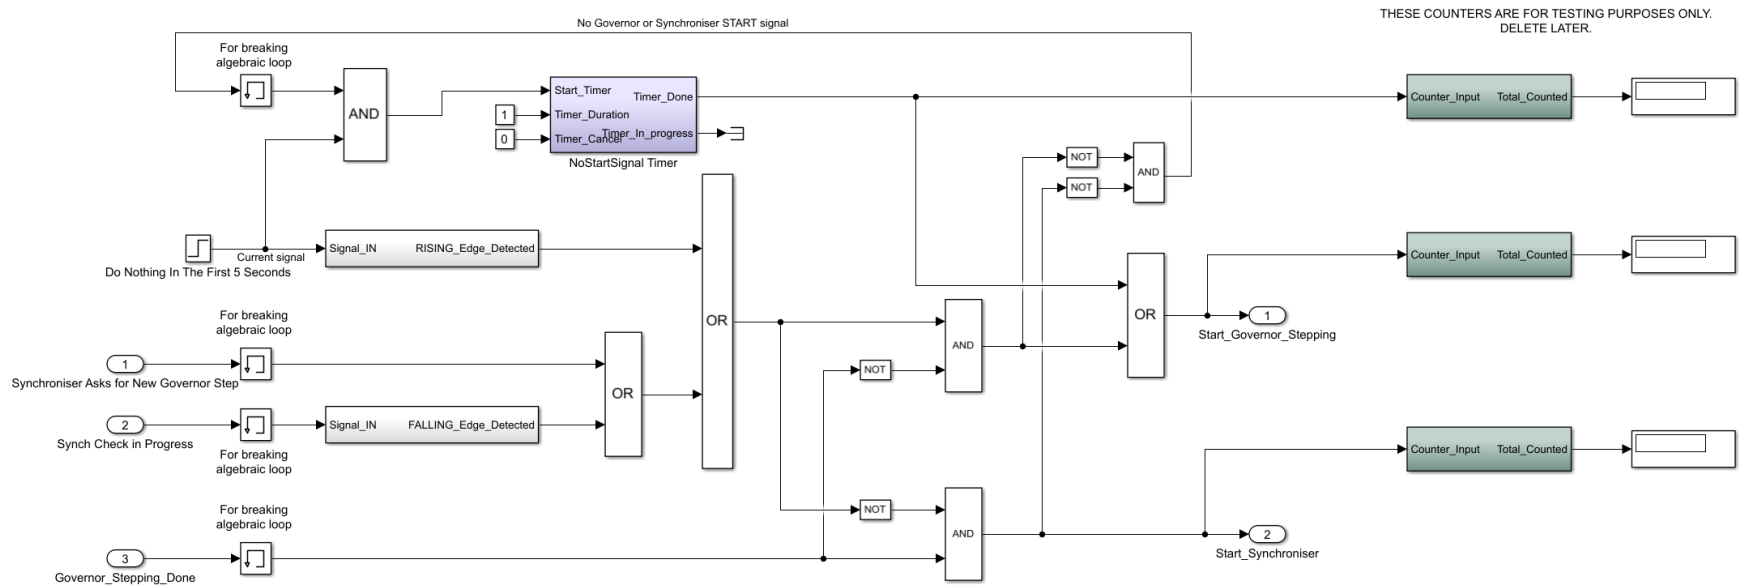 THESE COUNTERS ARE FOR TESTING PURPOSES ONLY.
DELETE LATER.
No Governor or Synchroniser START signal
For breaking
algebraic loop
AND
Start_Timer
Timer_Duration
Timer_Cancel
Timer_Done
Timer_In_progress
1
0
NoStartSignal Timer
Counter_Input Total_Counted
NOT
NOT
AND
Do Nothing In The First 5 Seconds
Current signal
Signal_IN RISING_Edge_Detected
OR
Counter_Input Total_Counted
OR
1
Start_Governor_Stepping
For breaking
algebraic loop
1
Synchroniser Asks for New Governor Step
2
Synch Check in Progress
For breaking
algebraic loop
Signal_IN FALLING_Edge_Detected
OR
NOT
AND
Counter_Input Total_Counted
For breaking
algebraic loop
3
Governor_Stepping_Done
NOT
AND
2
Start_Synchroniser